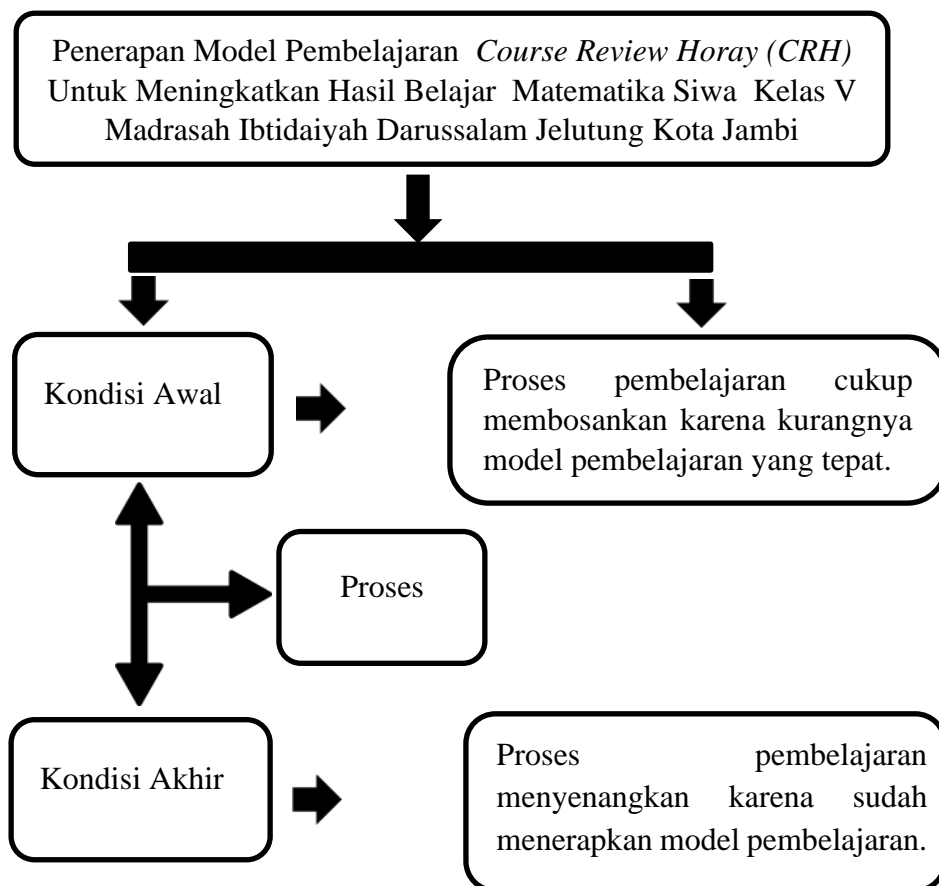 Penerapan Model Pembelajaran Course Review Horay (CRH)
Untuk Meningkatkan Hasil Belajar Matematika Siwa Kelas V
Madrasah Ibtidaiyah Darussalam Jelutung Kota Jambi
Kondisi Awal
Proses pembelajaran cukup
membosankan karena kurangnya
model pembelajaran yang tepat.
Proses
Kondisi Akhir
Proses pembelajaran
menyenangkan karena sudah
menerapkan model pembelajaran.